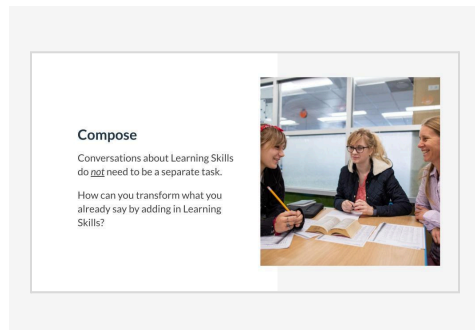 Compose
Conversations about Learning Skills
do not need to be a separate task.
How can you transform what you
already say by adding in Learning
Skills?